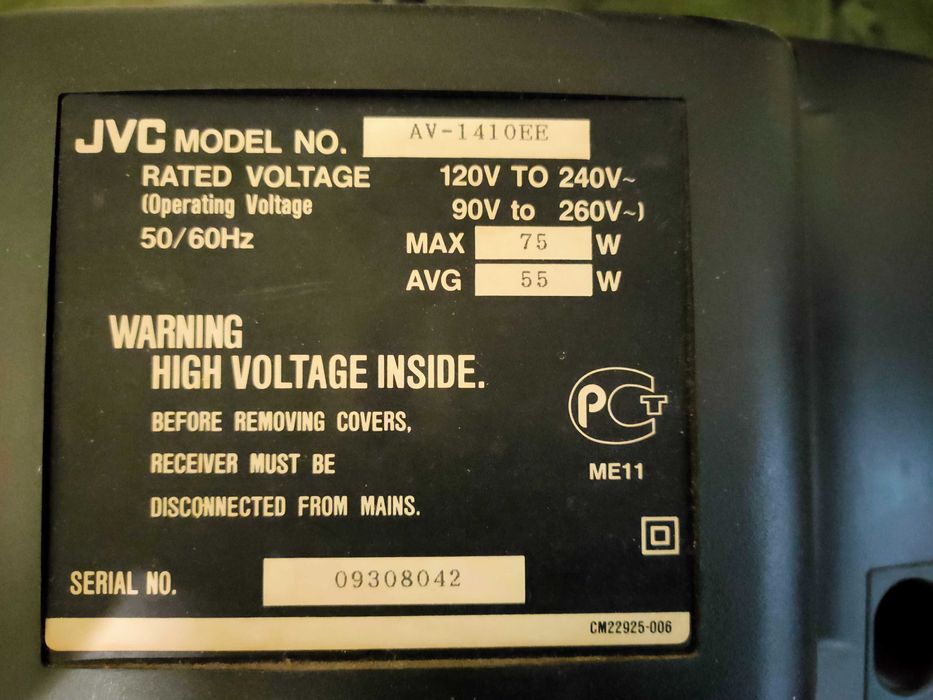 JVC MODEL NO. AV-1410EE
RATED VOLTAGE 120V TO 240V~
(Operating Voltage 90V to 260V~)
50/60Hz MAX 75 W
AVG 55 W
WARNING
HIGH VOLTAGE INSIDE.
BEFORE REMOVING COVERS,
RECEIVER MUST BE
DISCONNECTED FROM MAINS.
РСТ
ME11
SERIAL NO. 09308042
CM22925-006